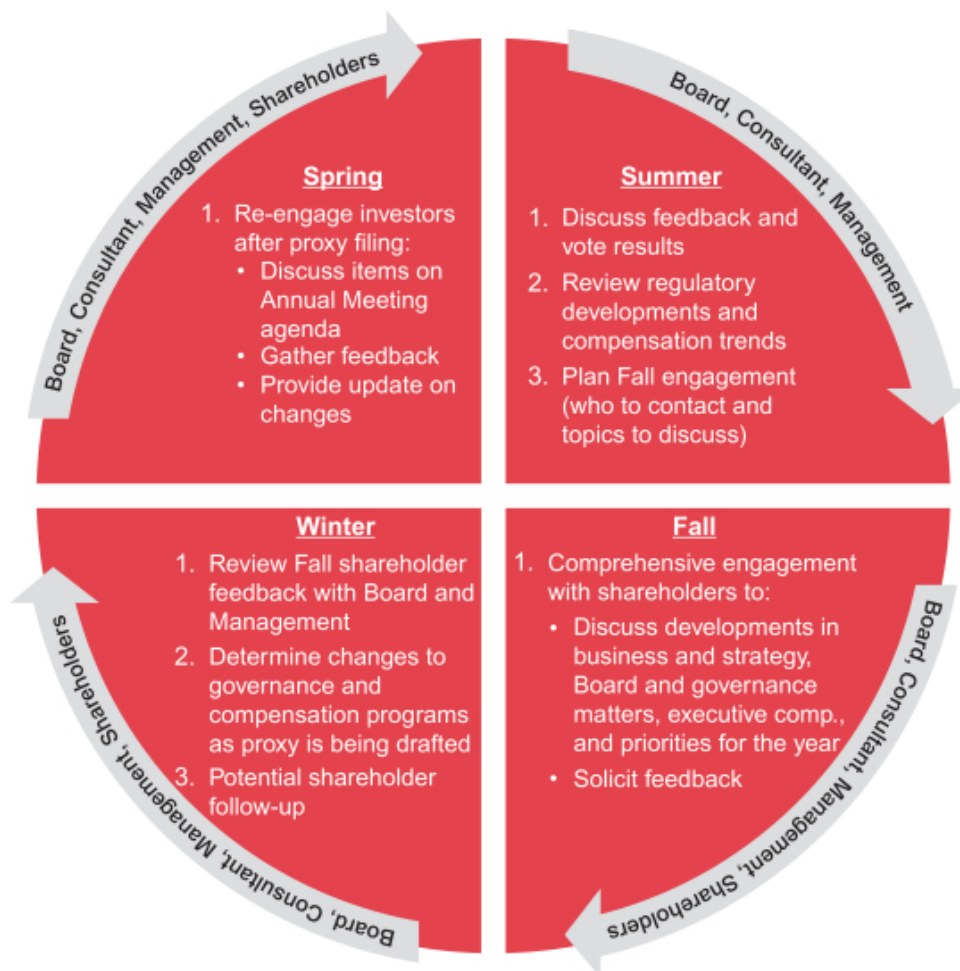 Board, Consultant, Management, Shareholders
Spring
1. Re-engage investors
after proxy filing:
• Discuss items on
Annual Meeting
agenda
• Gather feedback
• Provide update on
changes
Board, Consultant, Management
Summer
1. Discuss feedback and
vote results
2. Review regulatory
developments and
compensation trends
3. Plan Fall engagement
(who to contact and
topics to discuss)
Board, Consultant, Management, Shareholders
Fall
1. Comprehensive engagement
with shareholders to:
• Discuss developments in
business and strategy,
Board and governance
matters, executive comp.,
and priorities for the year
• Solicit feedback
Board, Consultant, Management, Shareholders
Winter
1. Review Fall shareholder
feedback with Board and
Management
2. Determine changes to
governance and
compensation programs
as proxy is being drafted
3. Potential shareholder
follow-up